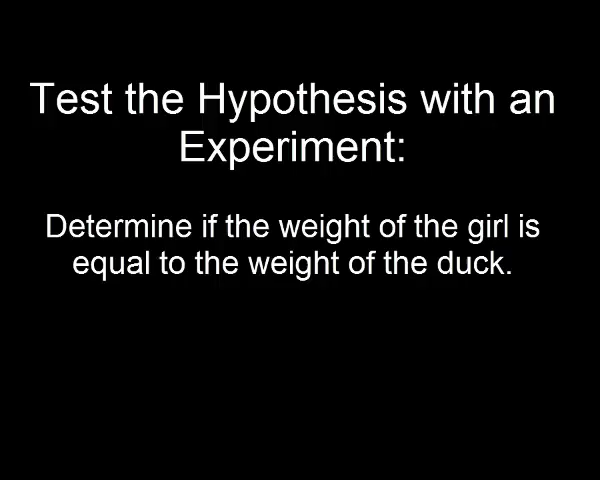 Test the Hypothesis with an
Experiment:
Determine if the weight of the girl is
equal to the weight of the duck.